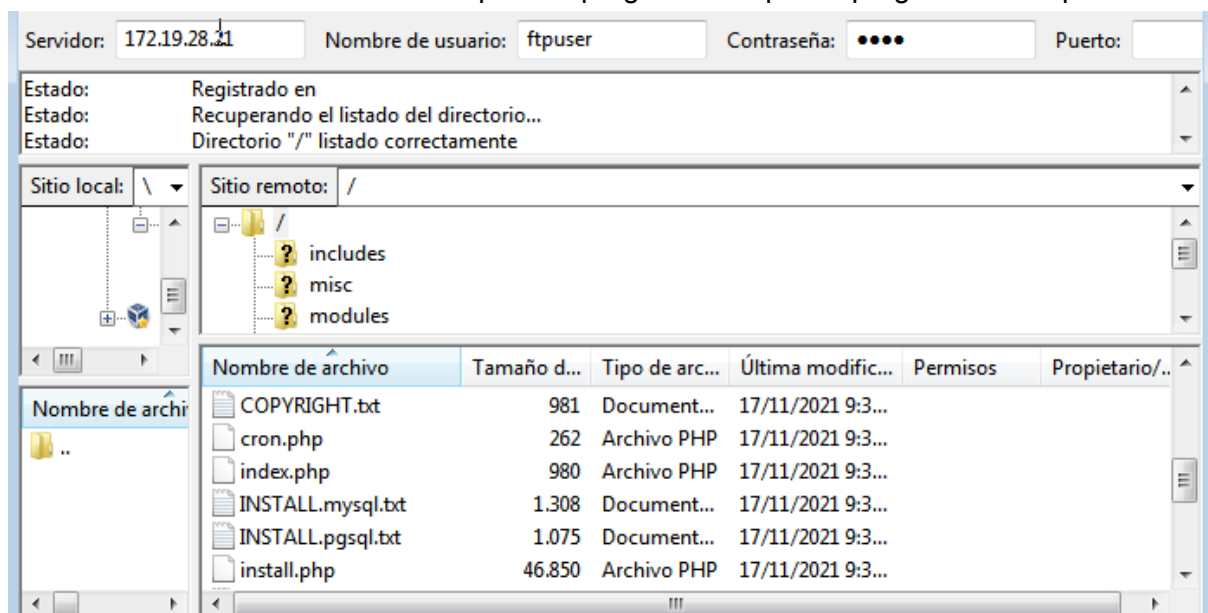 Servidor: 172.19.28.21 Nombre de usuario: ftpuser Contraseña: ●●●● Puerto:
Estado: Registrado en
Estado: Recuperando el listado del directorio...
Estado: Directorio "/" listado correctamente
Sitio local: \ Sitio remoto: /
/
includes
misc
modules
Nombre de archivo Tamaño d... Tipo de arc... Última modific... Permisos Propietario/..
Nombre de archi
..
COPYRIGHT.txt 981 Document... 17/11/2021 9:3...
cron.php 262 Archivo PHP 17/11/2021 9:3...
index.php 980 Archivo PHP 17/11/2021 9:3...
INSTALL.mysql.txt 1.308 Document... 17/11/2021 9:3...
INSTALL.pgsql.txt 1.075 Document... 17/11/2021 9:3...
install.php 46.850 Archivo PHP 17/11/2021 9:3...